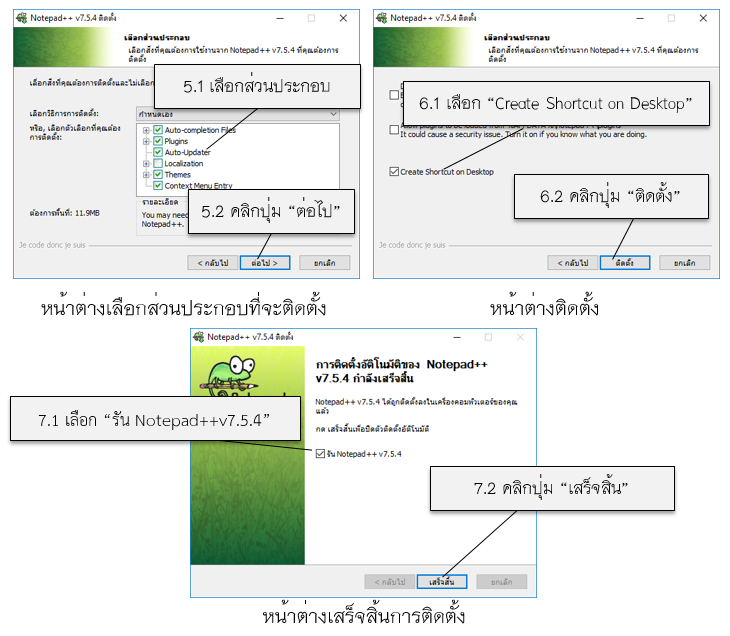 Notepad++ v7.5.4 ติดตั้ง
เลือกส่วนประกอบ
เลือกสิ่งที่คุณต้องการใช้งานจาก Notepad++ v7.5.4 ที่คุณต้องการ
ติดตั้ง
เลือกสิ่งที่คุณต้องการติดตั้งและไม่เลือก
5.1 เลือกส่วนประกอบ
เลือกวิธีการการติดตั้ง:
กำหนดเอง
หรือ, เลือกตัวเลือกที่คุณต้อง
การติดตั้ง:
Auto-completion Files
Plugins
Auto-Updater
Localization
Themes
Context Menu Entry
รายละเอียด
ต้องการพื้นที่: 11.9MB
You may need
Notepad++.
5.2 คลิกปุ่ม “ต่อไป”
Je code donc je suis
< กลับไป
ต่อไป >
ยกเลิก
หน้าต่างเลือกส่วนประกอบที่จะติดตั้ง
Notepad++ v7.5.4 ติดตั้ง
เลือกส่วนประกอบ
เลือกสิ่งที่คุณต้องการใช้งานจาก Notepad++ v7.5.4 ที่คุณต้องการ
ติดตั้ง
6.1 เลือก “Create Shortcut on Desktop”
It could cause a security issue. Turn it on if you know what you are doing.
Create Shortcut on Desktop
6.2 คลิกปุ่ม “ติดตั้ง”
Je code donc je suis
< กลับไป
ติดตั้ง
ยกเลิก
หน้าต่างติดตั้ง
Notepad++ v7.5.4 ติดตั้ง
การติดตั้งอัติโนมัติของ Notepad++
v7.5.4 กำลังเสร็จสิ้น
Notepad++ v7.5.4 ได้ถูกติดตั้งลงในเครื่องคอมพิวเตอร์ของคุณ
แล้ว
กด เสร็จสิ้นเพื่อปิดตัวติดตั้งอัติโนมัติ
7.1 เลือก “รัน Notepad++v7.5.4”
รัน Notepad++ v7.5.4
7.2 คลิกปุ่ม “เสร็จสิ้น”
< กลับไป
เสร็จสิ้น
ยกเลิก
หน้าต่างเสร็จสิ้นการติดตั้ง